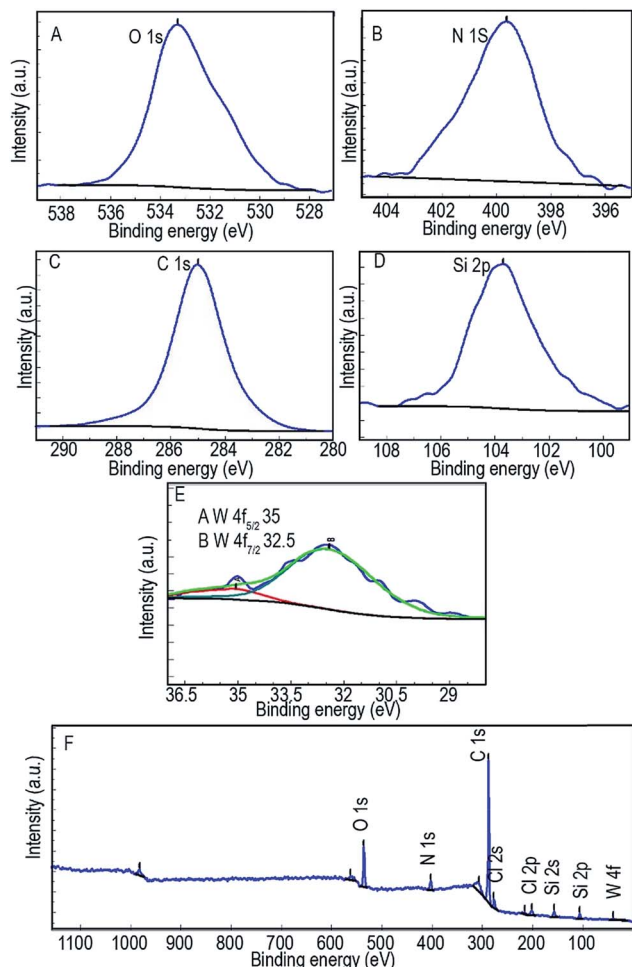 A
O 1s
Intensity (a.u.)
538 536 534 532 530 528
Binding energy (eV)
B
N 1S
Intensity (a.u.)
404 402 400 398 396
Binding energy (eV)
C
C 1s
Intensity (a.u.)
290 288 286 284 282 280
Binding energy (eV)
D
Si 2p
Intensity (a.u.)
108 106 104 102 100
Binding energy (eV)
E
A W 4f5/2 35
B W 4f7/2 32.5
B
Intensity (a.u.)
36.5 35 33.5 32 30.5 29
Binding energy (eV)
F
O 1s
N 1s
C 1s
Cl 2s
Cl 2p
Si 2s
Si 2p
W 4f
Intensity (a.u.)
1100 1000 900 800 700 600 500 400 300 200 100
Binding energy (eV)